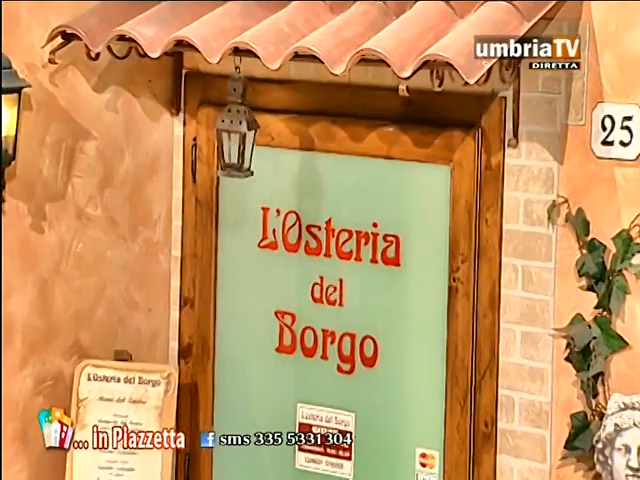 umbriaTV
DIRETTA
25
L'Osteria
del
Borgo
L'Osteria del Borgo
L'Osteria del Borgo
... in Piazzetta
sms 335 5331304